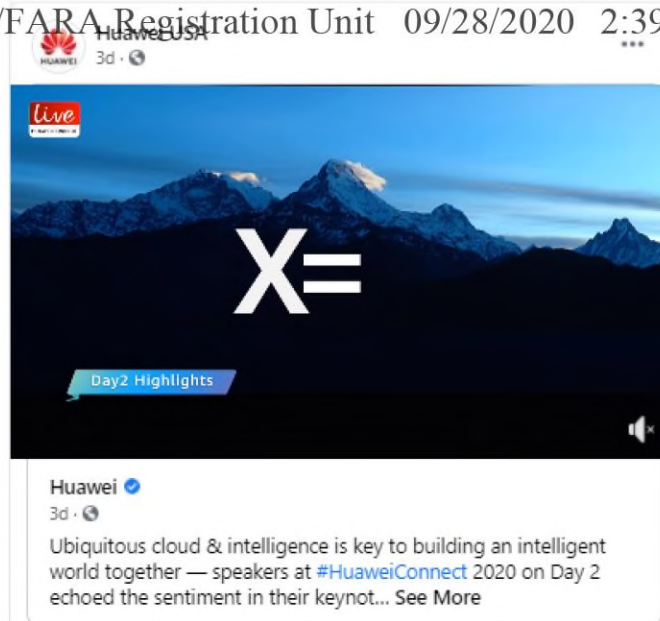 /FARA Registration Unit 09/28/2020 2:39
Huawei USA
HUAWEI
3d ·
Live
X=
Day2 Highlights
Huawei
3d ·
Ubiquitous cloud & intelligence is key to building an intelligent
world together — speakers at #HuaweiConnect 2020 on Day 2
echoed the sentiment in their keynot... See More